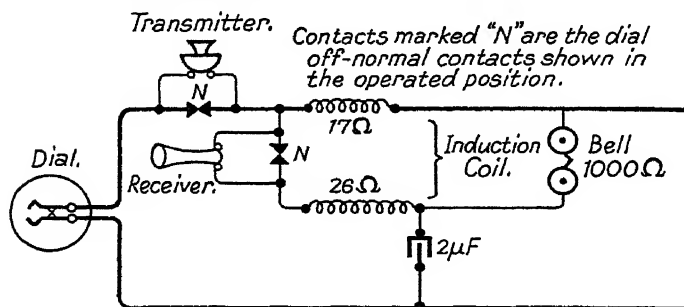 Transmitter.
Contacts marked "N" are the dial
off-normal contacts shown in
the operated position.
N
17Ω
Dial.
Receiver.
N
Induction
Coil.
Bell
1000Ω
26Ω
2μF